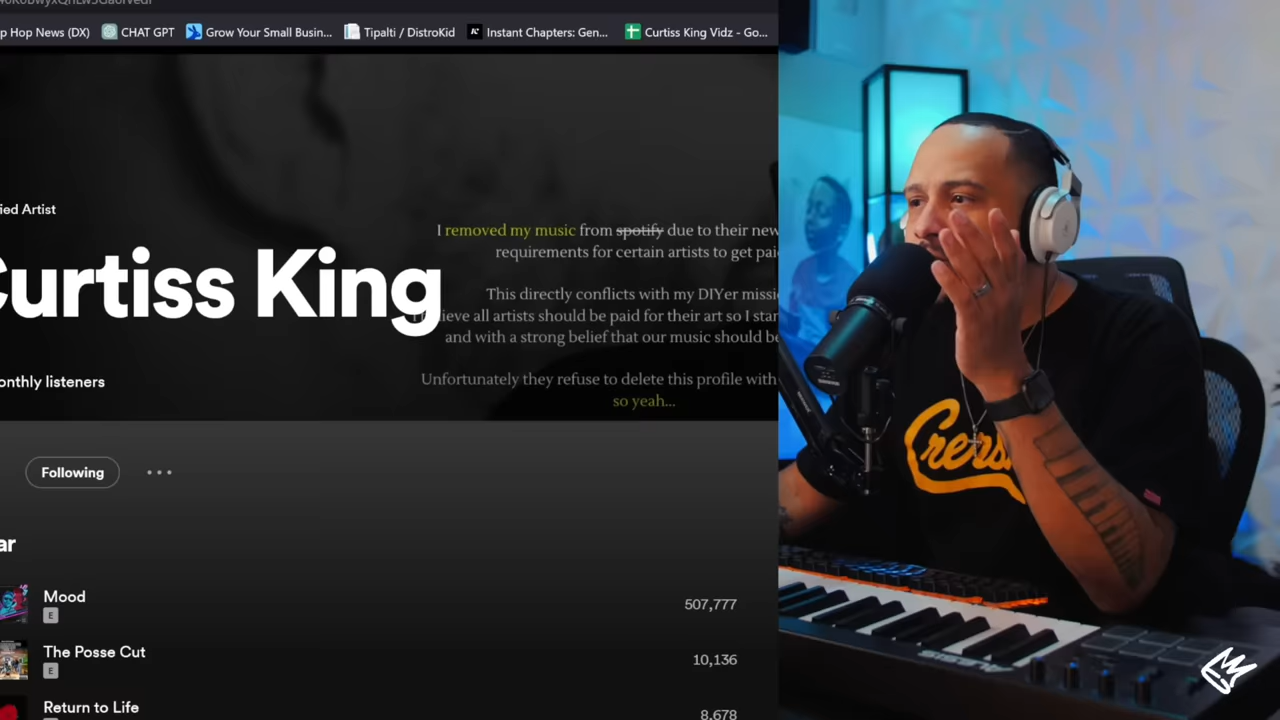 p Hop News (DX) CHAT GPT Grow Your Small Busin... Tipalti / DistroKid Instant Chapters: Gen... Curtiss King Vidz - Go...
ied Artist
Curtiss King
onthly listeners
I removed my music from spotify due to their new
requirements for certain artists to get pai
This directly conflicts with my DIYer missi
ieve all artists should be paid for their art so I stan
and with a strong belief that our music should be
Unfortunately they refuse to delete this profile with
so yeah...
Following
ar
Mood
E
507,777
The Posse Cut
E
10,136
Return to Life
8,678
ALESIS